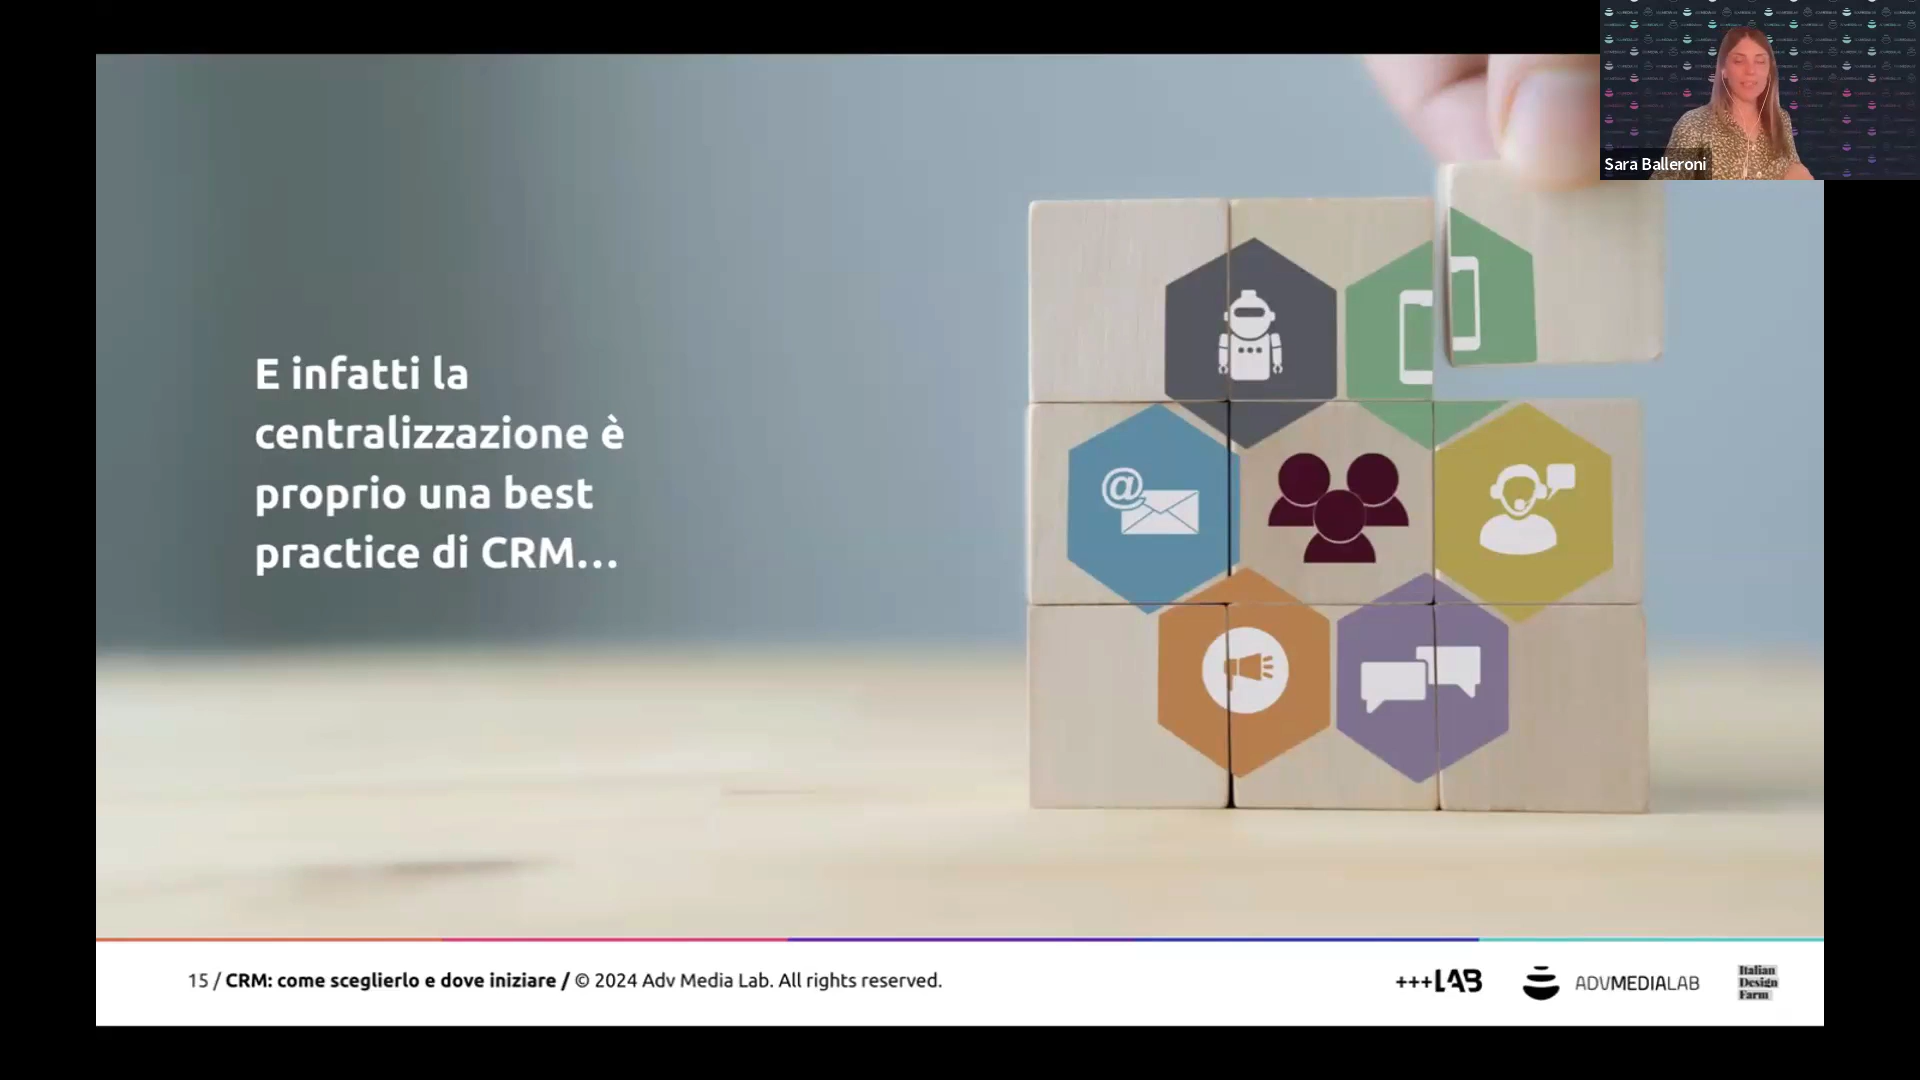 Sara Balleroni
E infatti la
centralizzazione è
proprio una best
practice di CRM...
@
15 / CRM: come sceglierlo e dove iniziare / © 2024 Adv Media Lab. All rights reserved.
+++LAB
ADVMEDIALAB
Italian
Design
Farm